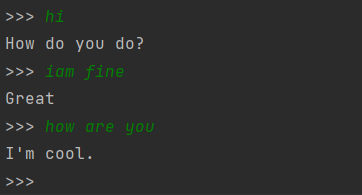 >>> hi
How do you do?
>>> iam fine
Great
>>> how are you
I'm cool.
>>>